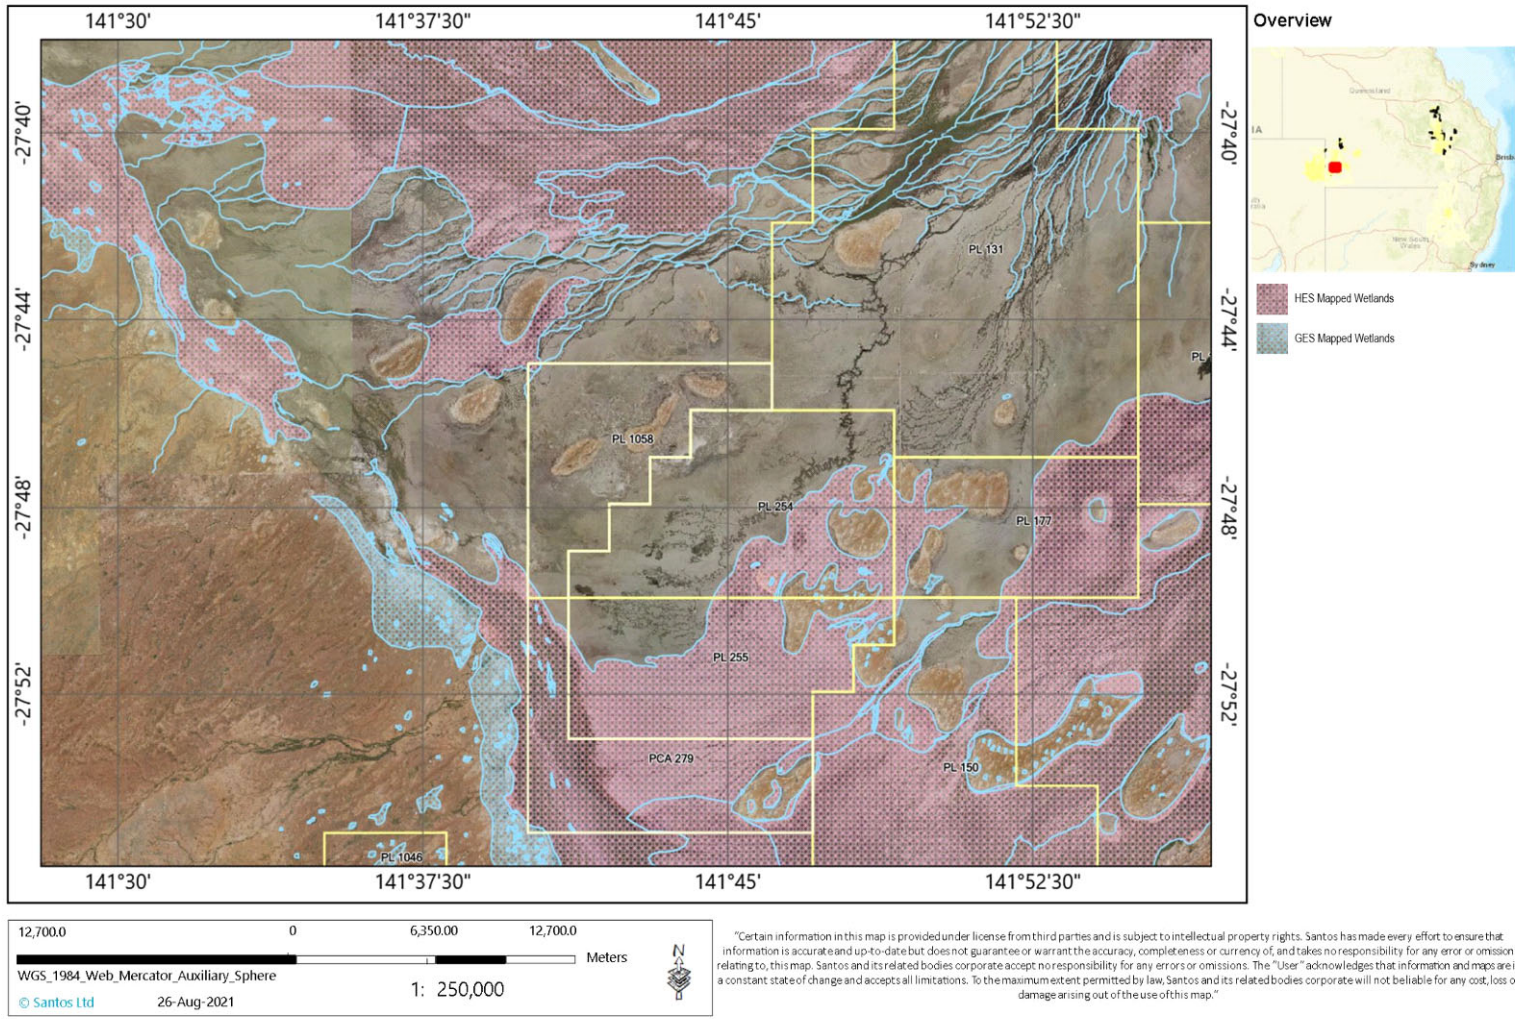 141°30' 141°37'30" 141°45' 141°52'30"
Overview
Queensland
IA
Brisb
New South
Wales
Sydney
HES Mapped Wetlands
GES Mapped Wetlands
-27°40'
-27°44'
-27°48'
-27°52'
-27°40'
-27°44'
-27°48'
-27°52'
PL 131
PL
PL 1058
PL 254
PL 177
PL 255
PCA 279
PL 150
PL 1046
141°30' 141°37'30" 141°45' 141°52'30"
12,700.0 0 6,350.00 12,700.0
Meters
WGS_1984_Web_Mercator_Auxiliary_Sphere
© Santos Ltd 26-Aug-2021
1: 250,000
N
"Certain information in this map is provided under license from third parties and is subject to intellectual property rights. Santos has made every effort to ensure that
information is accurate and up-to-date but does not guarantee or warrant the accuracy, completeness or currency of, and takes no responsibility for any error or omission
relating to, this map. Santos and its related bodies corporate accept no responsibility for any errors or omissions. The "User" acknowledges that information and maps are i
a constant state of change and accepts all limitations. To the maximum extent permitted by law, Santos and its related bodies corporate will not be liable for any cost, loss o
damage arising out of the use of this map."